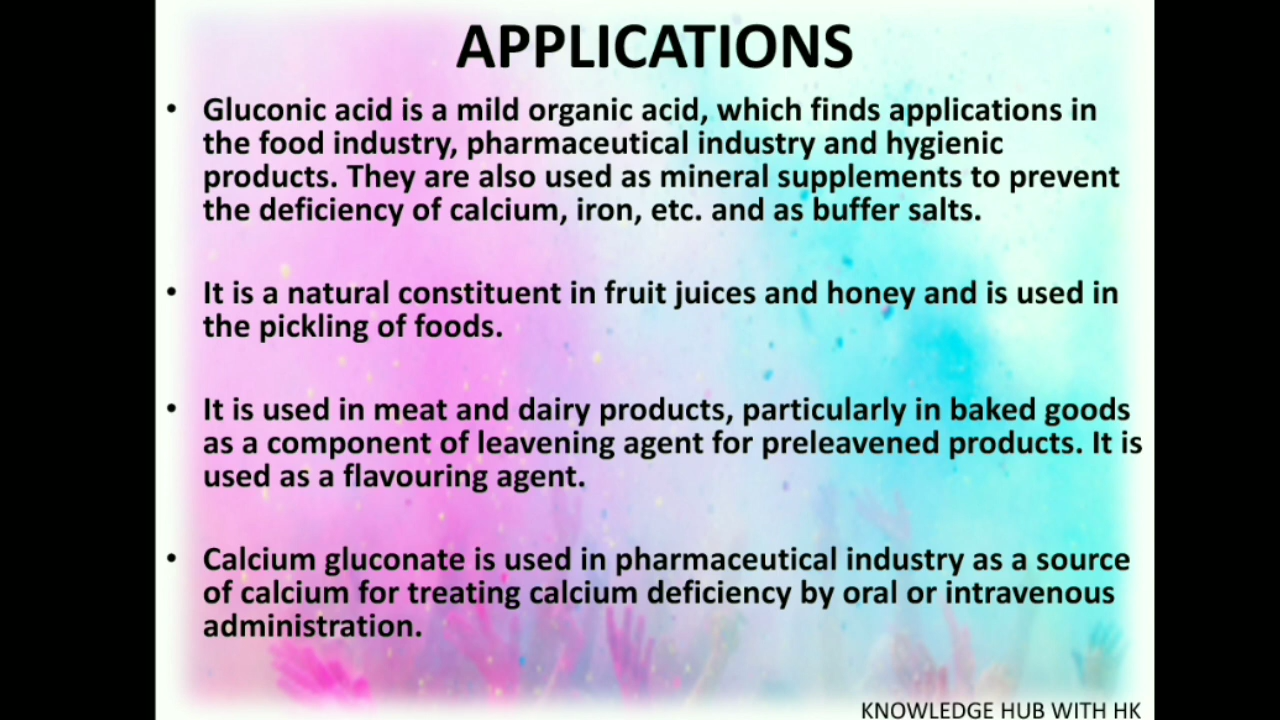 APPLICATIONS
• Gluconic acid is a mild organic acid, which finds applications in
the food industry, pharmaceutical industry and hygienic
products. They are also used as mineral supplements to prevent
the deficiency of calcium, iron, etc. and as buffer salts.
• It is a natural constituent in fruit juices and honey and is used in
the pickling of foods.
• It is used in meat and dairy products, particularly in baked goods
as a component of leavening agent for preleavened products. It is
used as a flavouring agent.
• Calcium gluconate is used in pharmaceutical industry as a source
of calcium for treating calcium deficiency by oral or intravenous
administration.
KNOWLEDGE HUB WITH HK